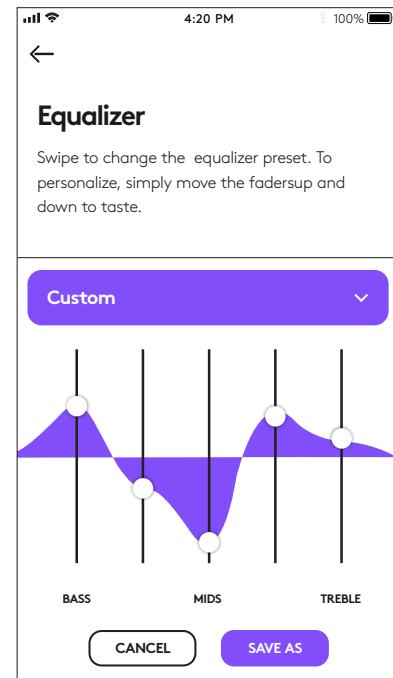 4:20 PM 100%
Equalizer
Swipe to change the equalizer preset. To
personalize, simply move the fadersup and
down to taste.
Custom
BASS MIDS TREBLE
CANCEL SAVE AS